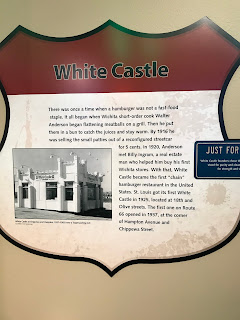 White Castle
There was once a time when a hamburger was not a fast-food
staple. It all began when Wichita short-order cook Walter
Anderson began flattening meatballs on a grill. Then he put
them in a bun to catch the juices and stay warm. By 1916 he
was selling the small patties out of a reconfigured streetcar
for 5 cents. In 1920, Anderson
met Billy Ingram, a real estate
man who helped him buy his first
Wichita stores. With that, White
Castle became the first "chain"
hamburger restaurant in the United
States. St. Louis got its first White
Castle in 1925, located at 18th and
Olive streets. The first one on Route
66 opened in 1937, at the corner
of Hampton Avenue and
Chippewa Street.
JUST FOR